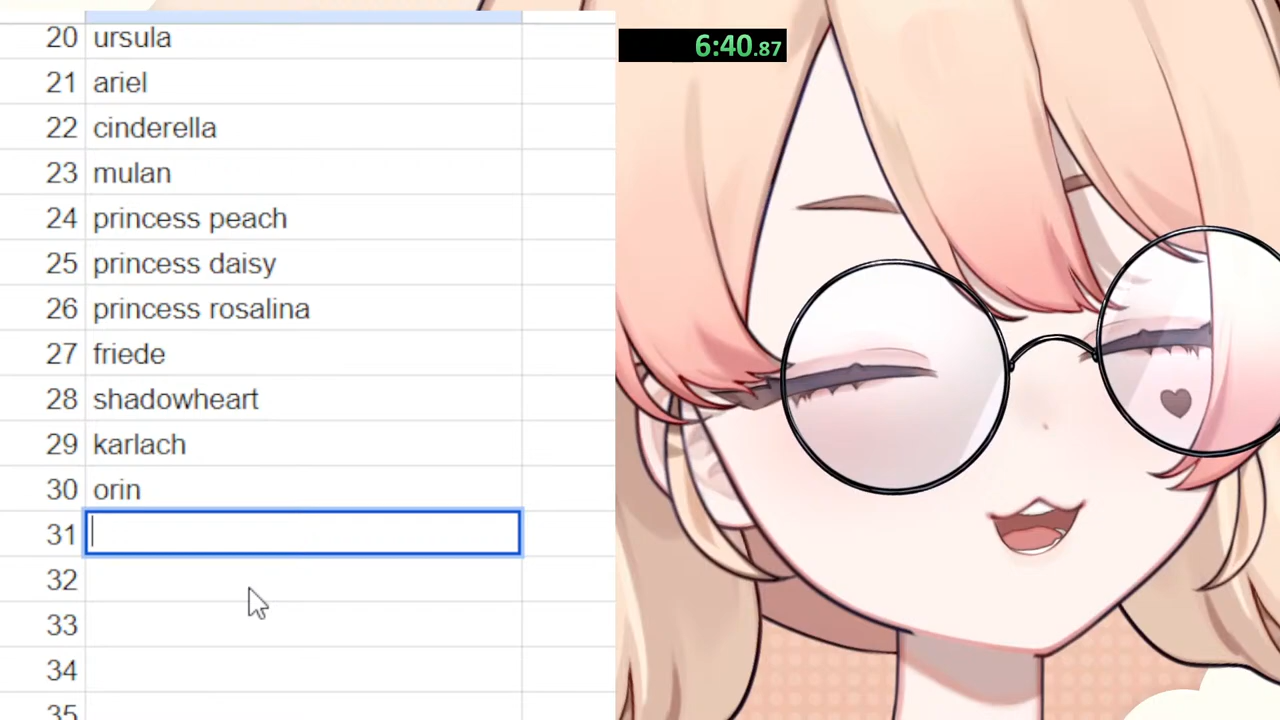 20 ursula
21 ariel
22 cinderella
23 mulan
24 princess peach
25 princess daisy
26 princess rosalina
27 friede
28 shadowheart
29 karlach
30 orin
31
32
33
34
35
6:40.87